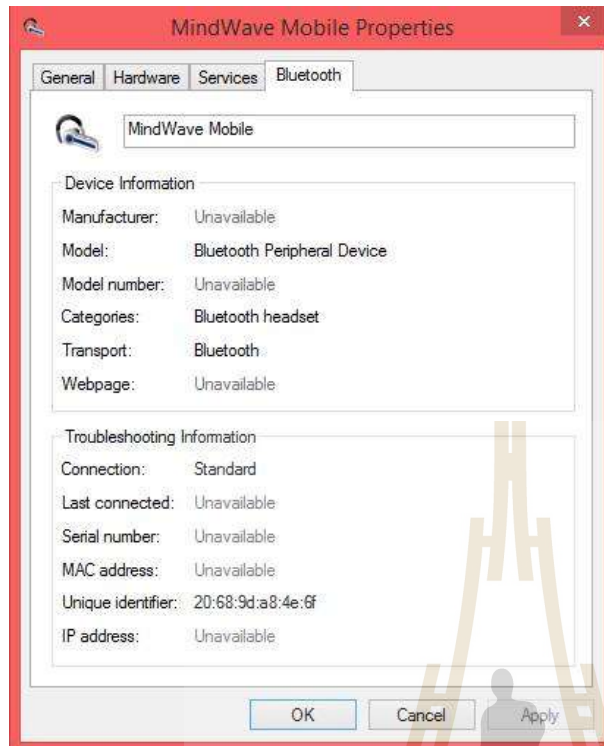 MindWave Mobile Properties
General Hardware Services Bluetooth
MindWave Mobile
Device Information
Manufacturer: Unavailable
Model: Bluetooth Peripheral Device
Model number: Unavailable
Categories: Bluetooth headset
Transport: Bluetooth
Webpage: Unavailable
Troubleshooting Information
Connection: Standard
Last connected: Unavailable
Serial number: Unavailable
MAC address: Unavailable
Unique identifier: 20:68:9d:a8:4e:6f
IP address: Unavailable
OK Cancel Apply